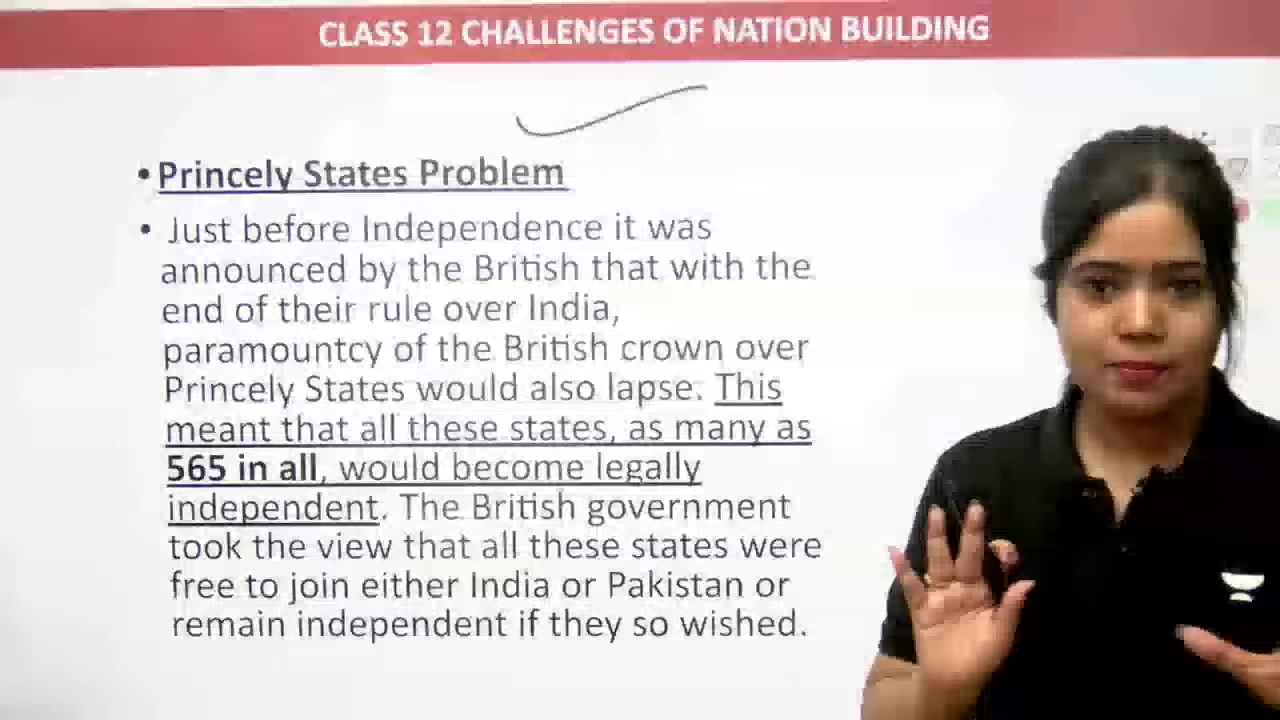 CLASS 12 CHALLENGES OF NATION BUILDING
• Princely States Problem
• Just before Independence it was
announced by the British that with the
end of their rule over India,
paramountcy of the British crown over
Princely States would also lapse. This
meant that all these states, as many as
565 in all, would become legally
independent. The British government
took the view that all these states were
free to join either India or Pakistan or
remain independent if they so wished.